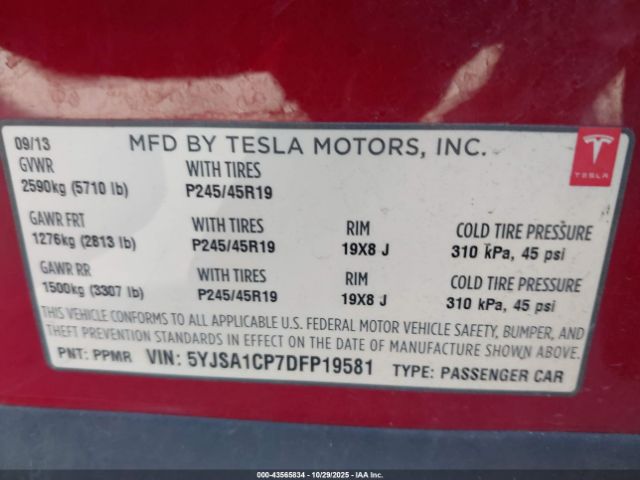 09/13 MFD BY TESLA MOTORS, INC.
GVWR WITH TIRES
2590kg (5710 lb) P245/45R19
TESLA
GAWR FRT WITH TIRES RIM COLD TIRE PRESSURE
1276kg (2813 lb) P245/45R19 19X8 J 310 kPa, 45 psi
GAWR RR WITH TIRES RIM COLD TIRE PRESSURE
1500kg (3307 lb) P245/45R19 19X8 J 310 kPa, 45 psi
THIS VEHICLE CONFORMS TO ALL APPLICABLE U.S. FEDERAL MOTOR VEHICLE SAFETY, BUMPER, AND
THEFT PREVENTION STANDARDS IN EFFECT ON THE DATE OF MANUFACTURE SHOWN ABOVE.
PNT: PPMR VIN: 5YJSA1CP7DFP19581 TYPE: PASSENGER CAR
000-43565834 | 10/29/2025 | IAA Inc.